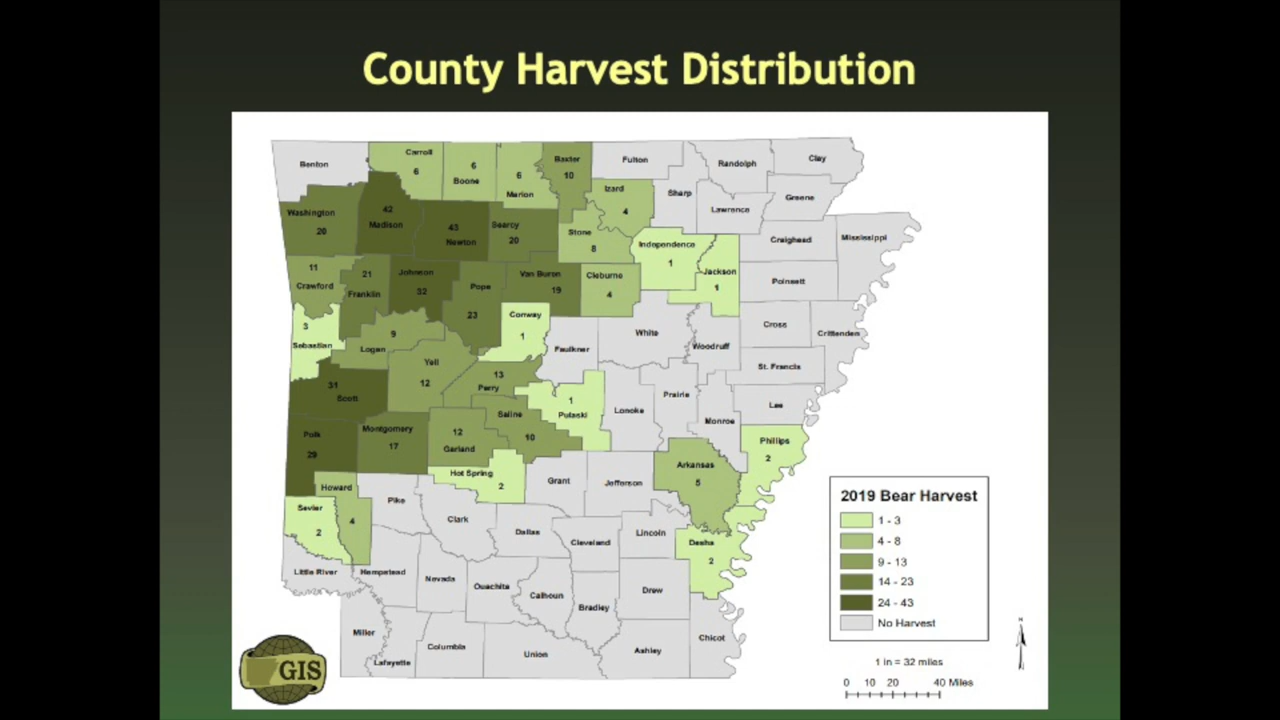 County Harvest Distribution
Benton
Carroll
6
6
Boone
6
Marion
Baxter
10
Fulton
Randolph
Clay
Izard
4
Sharp
Lawrence
Greene
Washington
20
42
Madison
43
Newton
Searcy
20
Stone
8
Independence
1
Jackson
1
Craighead
Mississippi
11
Crawford
21
Franklin
Johnson
32
Pope
23
Van Buren
19
Cleburne
4
Poinsett
3
Sebastian
9
Logan
Conway
1
Faulkner
White
Woodruff
Cross
Crittenden
31
Scott
Yell
12
13
Perry
1
Pulaski
Lonoke
Prairie
Monroe
St. Francis
Lee
Polk
29
Montgomery
17
12
Garland
Saline
10
Hot Spring
2
Grant
Jefferson
Arkansas
5
Phillips
2
Howard
4
Sevier
2
Pike
Clark
Dallas
Cleveland
Lincoln
Desha
2
Little River
Hempstead
Nevada
Ouachita
Calhoun
Bradley
Drew
Miller
Lafayette
Columbia
Union
Ashley
Chicot
2019 Bear Harvest
1 - 3
4 - 8
9 - 13
14 - 23
24 - 43
No Harvest
N
1 in = 32 miles
0 10 20 40 Miles
GIS